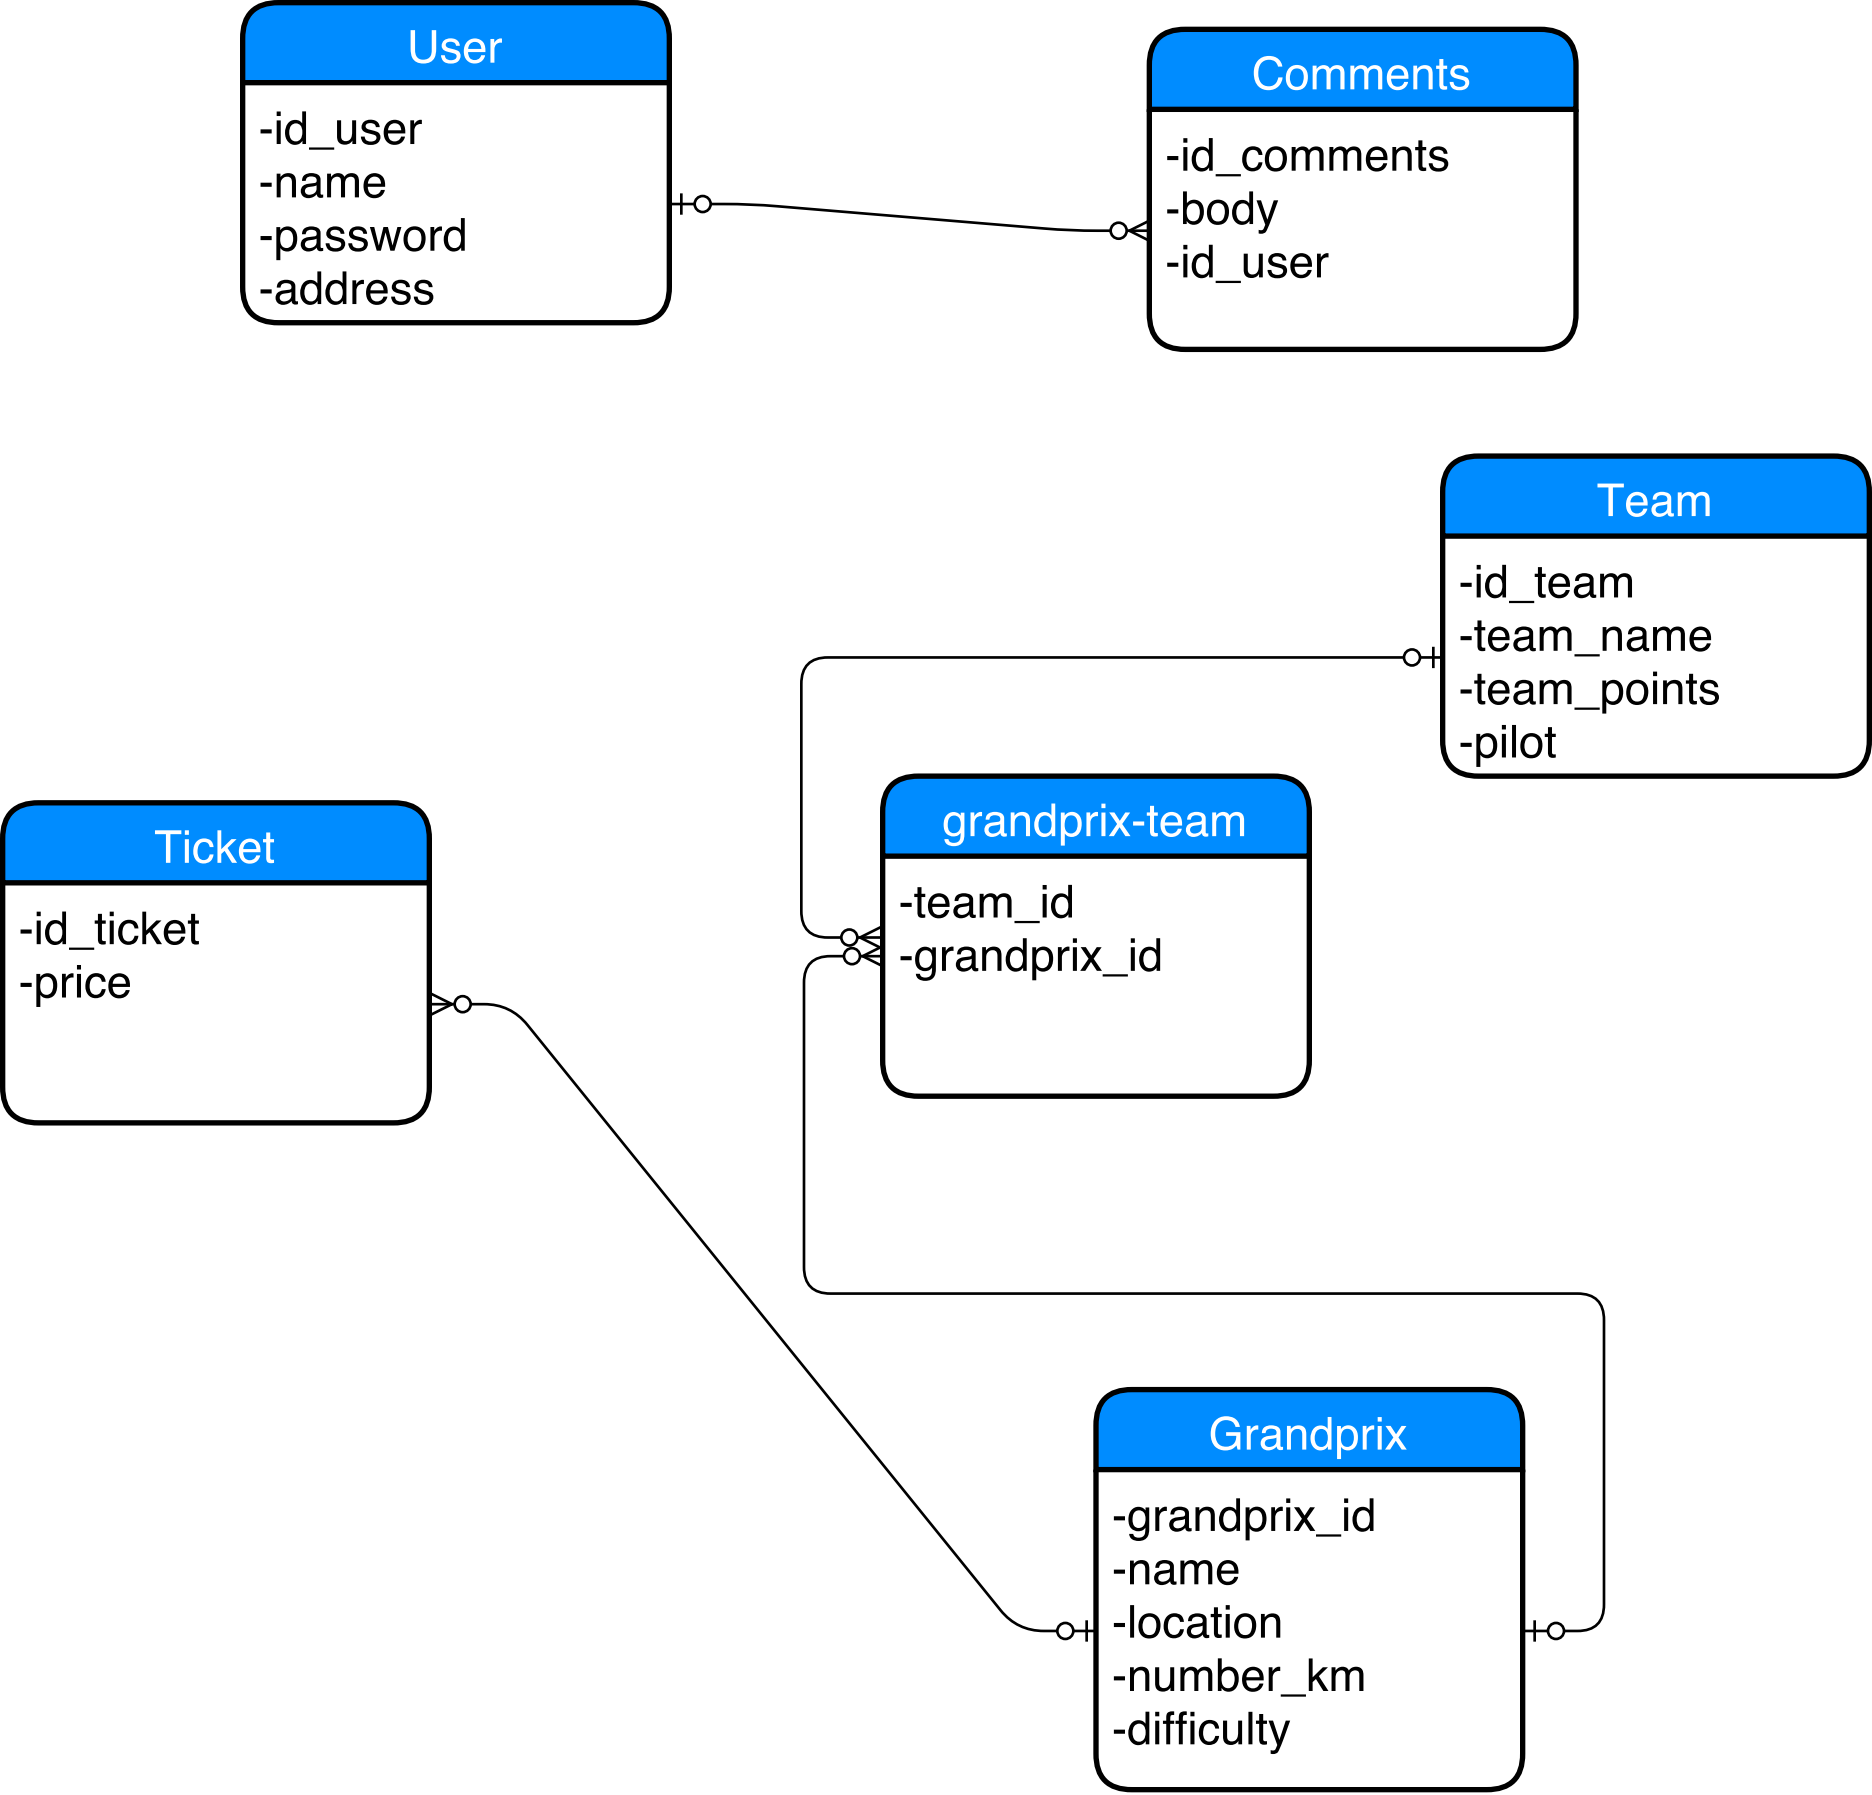 User
-id_user
-name
-password
-address
Comments
-id_comments
-body
-id_user
Team
-id_team
-team_name
-team_points
-pilot
grandprix-team
-team_id
-grandprix_id
Ticket
-id_ticket
-price
Grandprix
-grandprix_id
-name
-location
-number_km
-difficulty